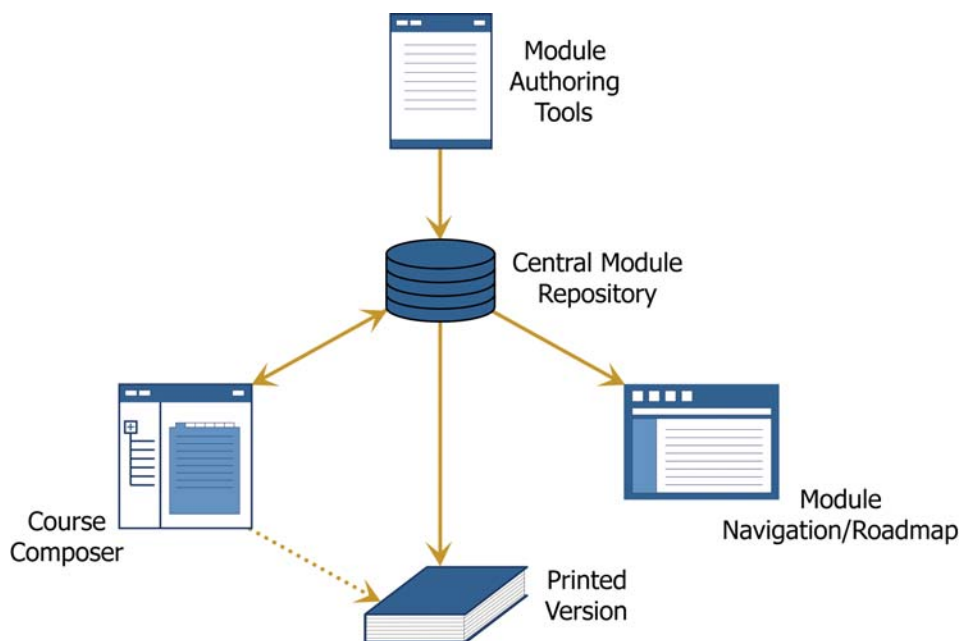 Module
Authoring
Tools
Central Module
Repository
Course
Composer
Module
Navigation/Roadmap
Printed
Version